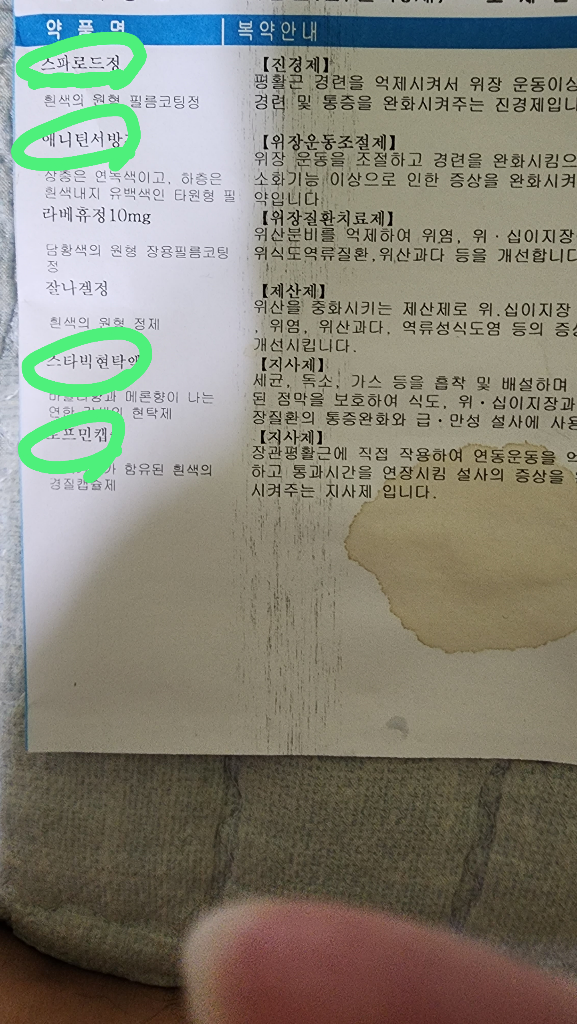 약 품 명 | 복약안내
스파로드정 【진경제】
평활근 경련을 억제시켜서 위장 운동이상
흰색의 원형 필름코팅정 경련 및 통증을 완화시켜주는 진경제입니
【위장운동조절제】
상층은 연녹색이고, 하층은 위장 운동을 조절하고 경련을 완화시킴으
흰색내지 유백색인 타원형 필 소화기능 이상으로 인한 증상을 완화시켜
약입니다.
라베휴정10mg 【위장질환치료제】
위산분비를 억제하여 위염, 위·십이지장
담황색의 원형 장용필름코팅 위식도역류질환,위산과다 등을 개선합니다
정
잘나겔정 【제산제】
위산을 중화시키는 제산제로 위.십이지장
흰색의 원형 정제 , 위염, 위산과다, 역류성식도염 등의 증상
개선시킵니다.
스타빅현탁액 【지사제】
세균, 독소, 가스 등을 흡착 및 배설하며
메론향이 나는 된 점막을 보호하여 식도, 위·십이지장과
현탁제 장질환의 통증완화와 급·만성 설사에 사용
【지사제】
장관평활근에 직접 작용하여 연동운동을 억
함유된 흰색의 하고 통과시간을 연장시킴 설사의 증상을
경질캡슐제 시켜주는 지사제 입니다.